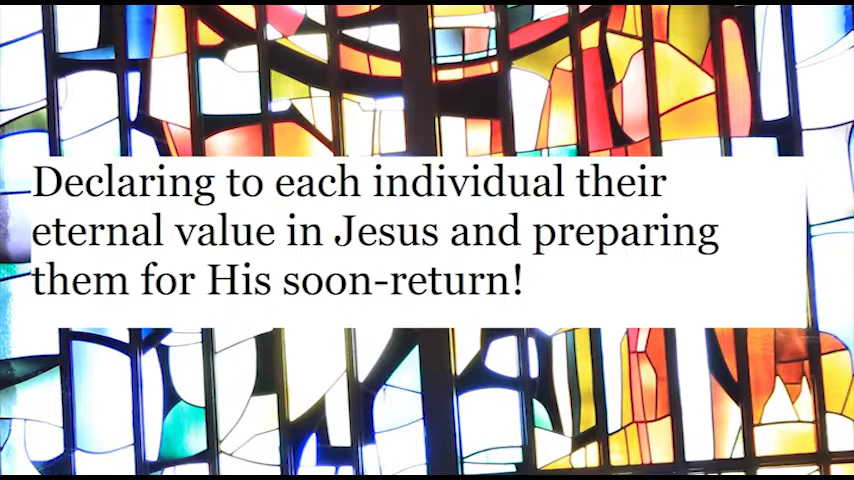 Declaring to each individual their
eternal value in Jesus and preparing
them for His soon-return!